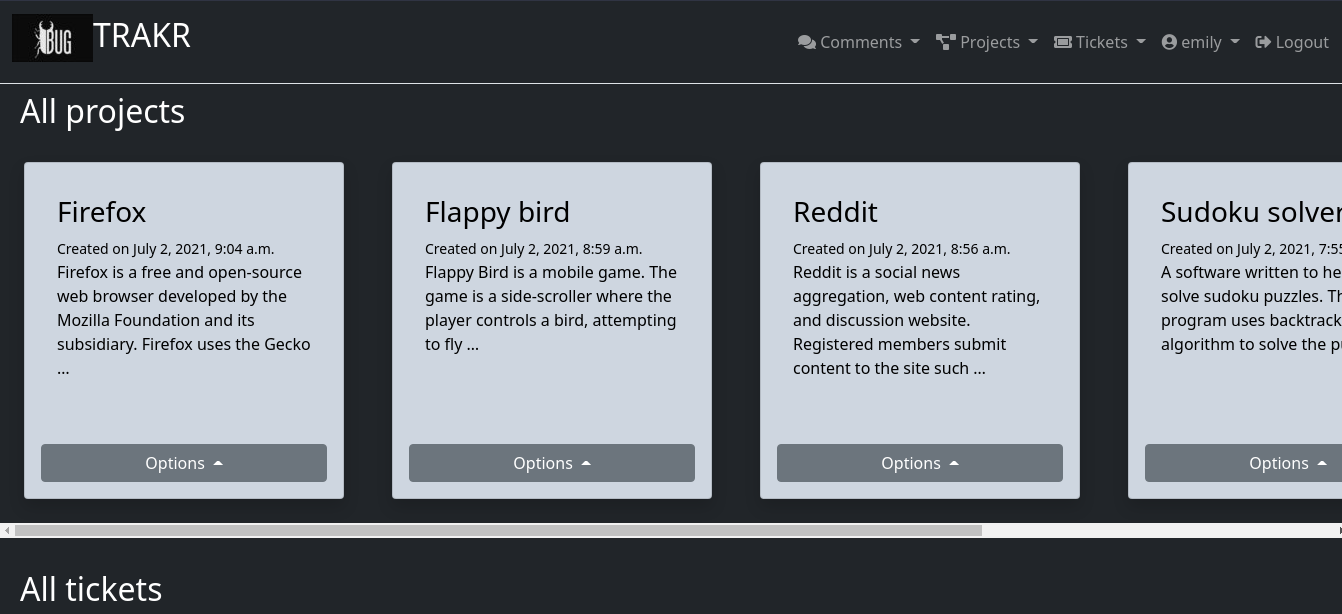 BUG TRAKR
Comments Projects Tickets emily Logout
All projects
Firefox
Created on July 2, 2021, 9:04 a.m.
Firefox is a free and open-source
web browser developed by the
Mozilla Foundation and its
subsidiary. Firefox uses the Gecko
...
Options
Flappy bird
Created on July 2, 2021, 8:59 a.m.
Flappy Bird is a mobile game. The
game is a side-scroller where the
player controls a bird, attempting
to fly ...
Options
Reddit
Created on July 2, 2021, 8:56 a.m.
Reddit is a social news
aggregation, web content rating,
and discussion website.
Registered members submit
content to the site such ...
Options
Sudoku solver
Created on July 2, 2021, 7:55
A software written to he
solve sudoku puzzles. Th
program uses backtrack
algorithm to solve the p
Options
All tickets